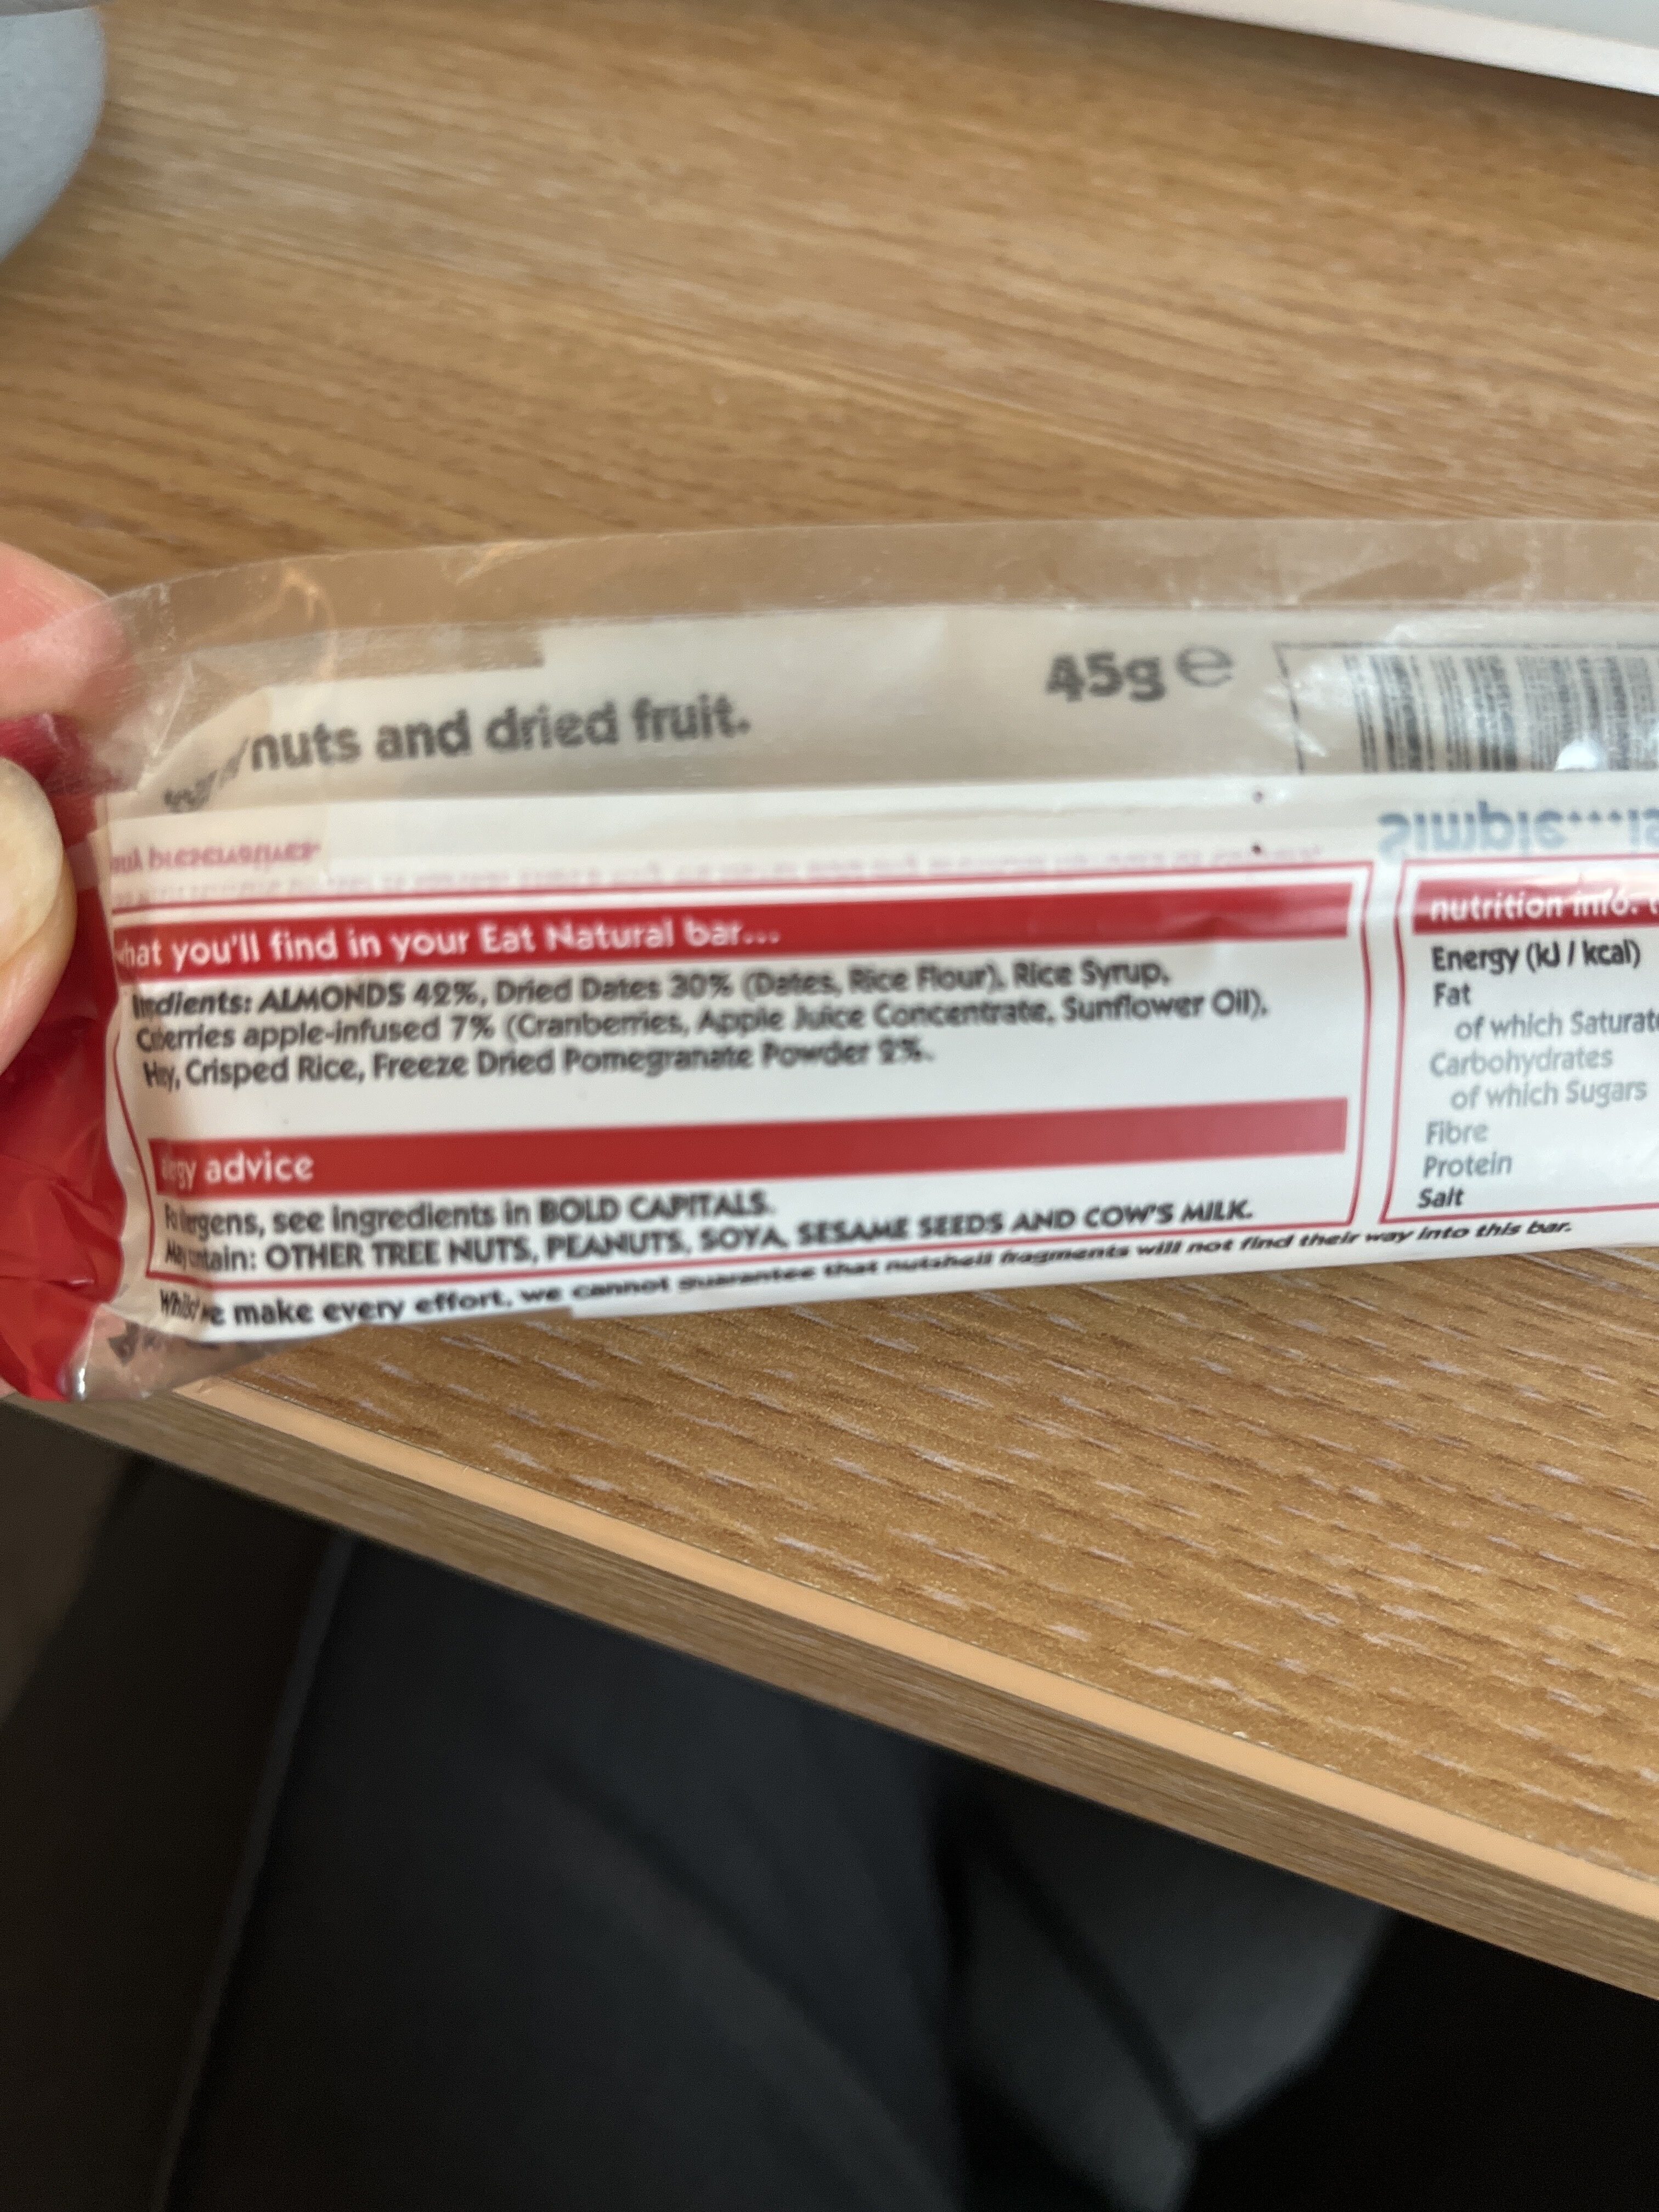 nuts and dried fruit.
45g e
what you'll find in your Eat Natural bar...
ALMONDS 42%, Dried Dates 30% (Dates, Rice Flour), Rice Syrup,
apple-infused 7% (Cranberries, Apple Juice Concentrate, Sunflower Oil),
Crisped Rice, Freeze Dried Pomegranate Powder 2%.
advice
see ingredients in BOLD CAPITALS.
OTHER TREE NUTS, PEANUTS, SOYA, SESAME SEEDS AND COW'S MILK.
make every effort, we cannot guarantee that nutshell fragments will not find their way into this bar.
nutrition info.
Energy (kJ / kcal)
Fat
of which
Carbohydrates
of which Sugars
Fibre
Protein
Salt